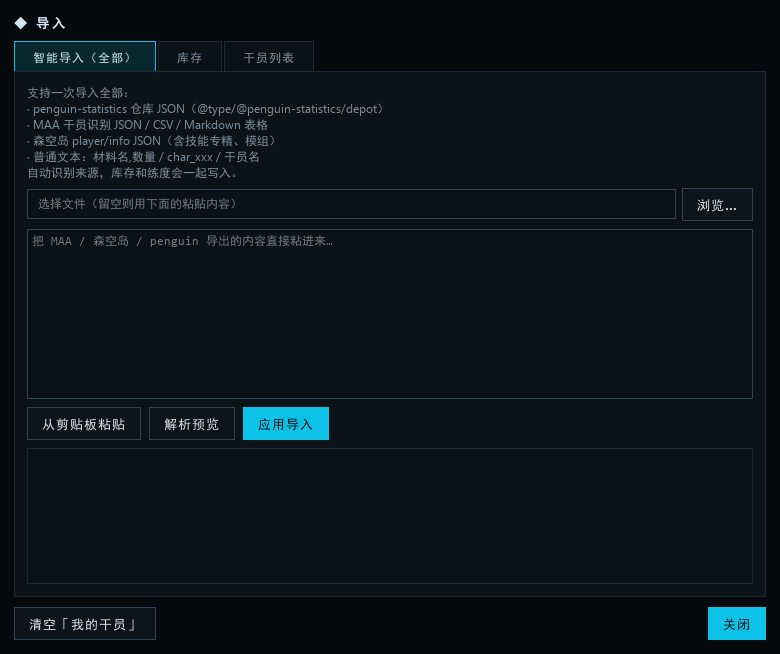 ◆ 导入
智能导入（全部） 库存 干员列表
支持一次导入全部：
· penguin-statistics 仓库 JSON（@type/@penguin-statistics/depot）
· MAA 干员识别 JSON / CSV / Markdown 表格
· 森空岛 player/info JSON（含技能专精、模组）
· 普通文本：材料名,数量 / char_xxx / 干员名
自动识别来源，库存和练度会一起写入。
选择文件（留空则用下面的粘贴内容） 浏览…
把 MAA / 森空岛 / penguin 导出的内容直接粘进来…
从剪贴板粘贴 解析预览 应用导入
清空「我的干员」 关闭